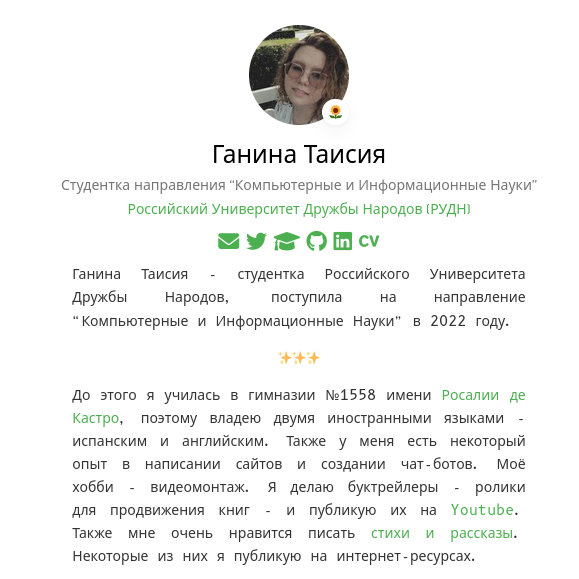 Ганина Таисия
Студентка направления “Компьютерные и Информационные Науки”
Российский Университет Дружбы Народов (РУДН)
CV
Ганина Таисия - студентка Российского Университета
Дружбы Народов, поступила на направление
“Компьютерные и Информационные Науки” в 2022 году.
До этого я училась в гимназии №1558 имени Росалии де
Кастро, поэтому владею двумя иностранными языками -
испанским и английским. Также у меня есть некоторый
опыт в написании сайтов и создании чат-ботов. Моё
хобби - видеомонтаж. Я делаю буктрейлеры - ролики
для продвижения книг - и публикую их на Youtube.
Также мне очень нравится писать стихи и рассказы.
Некоторые из них я публикую на интернет-ресурсах.